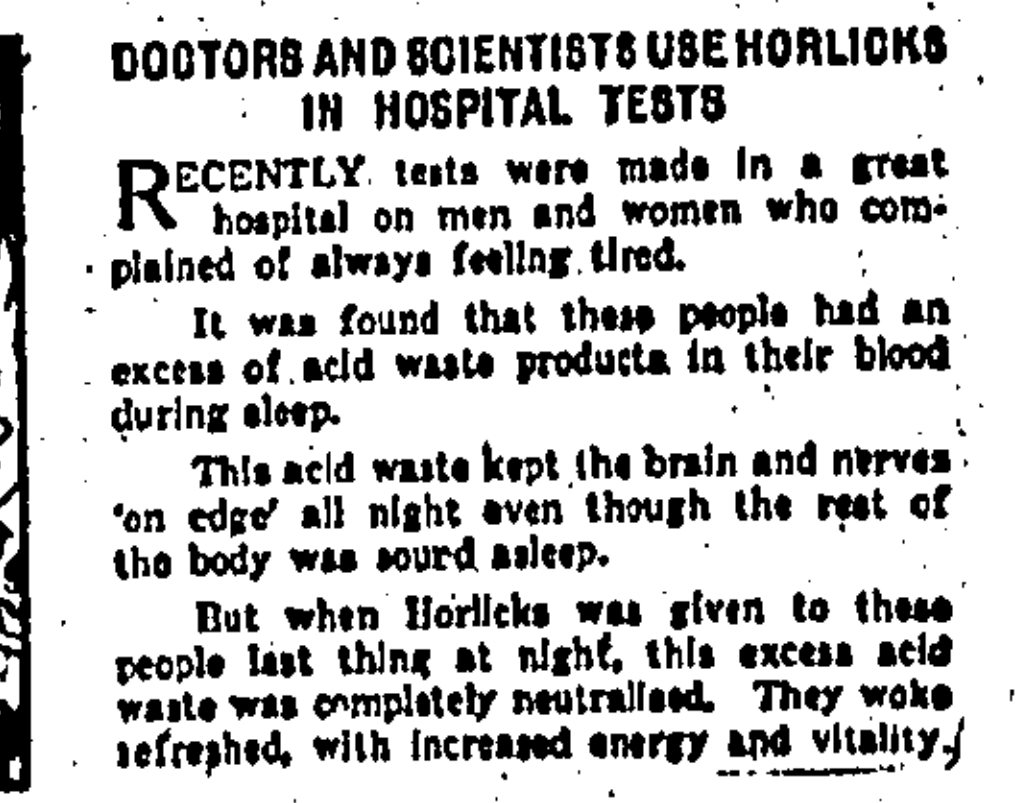 DOCTORS AND SCIENTISTS USE HORLICKS
IN HOSPITAL TESTS
RECENTLY tests were made in a great
hospital on men and women who com-
plained of always feeling tired.
It was found that these people had an
excess of acid waste products in their blood
during sleep.
This acid waste kept the brain and nerves
'on edge' all night even though the rest of
the body was sound asleep.
But when Horlicks was given to these
people last thing at night, this excess acid
waste was completely neutralised. They woke
refreshed, with increased energy and vitality.